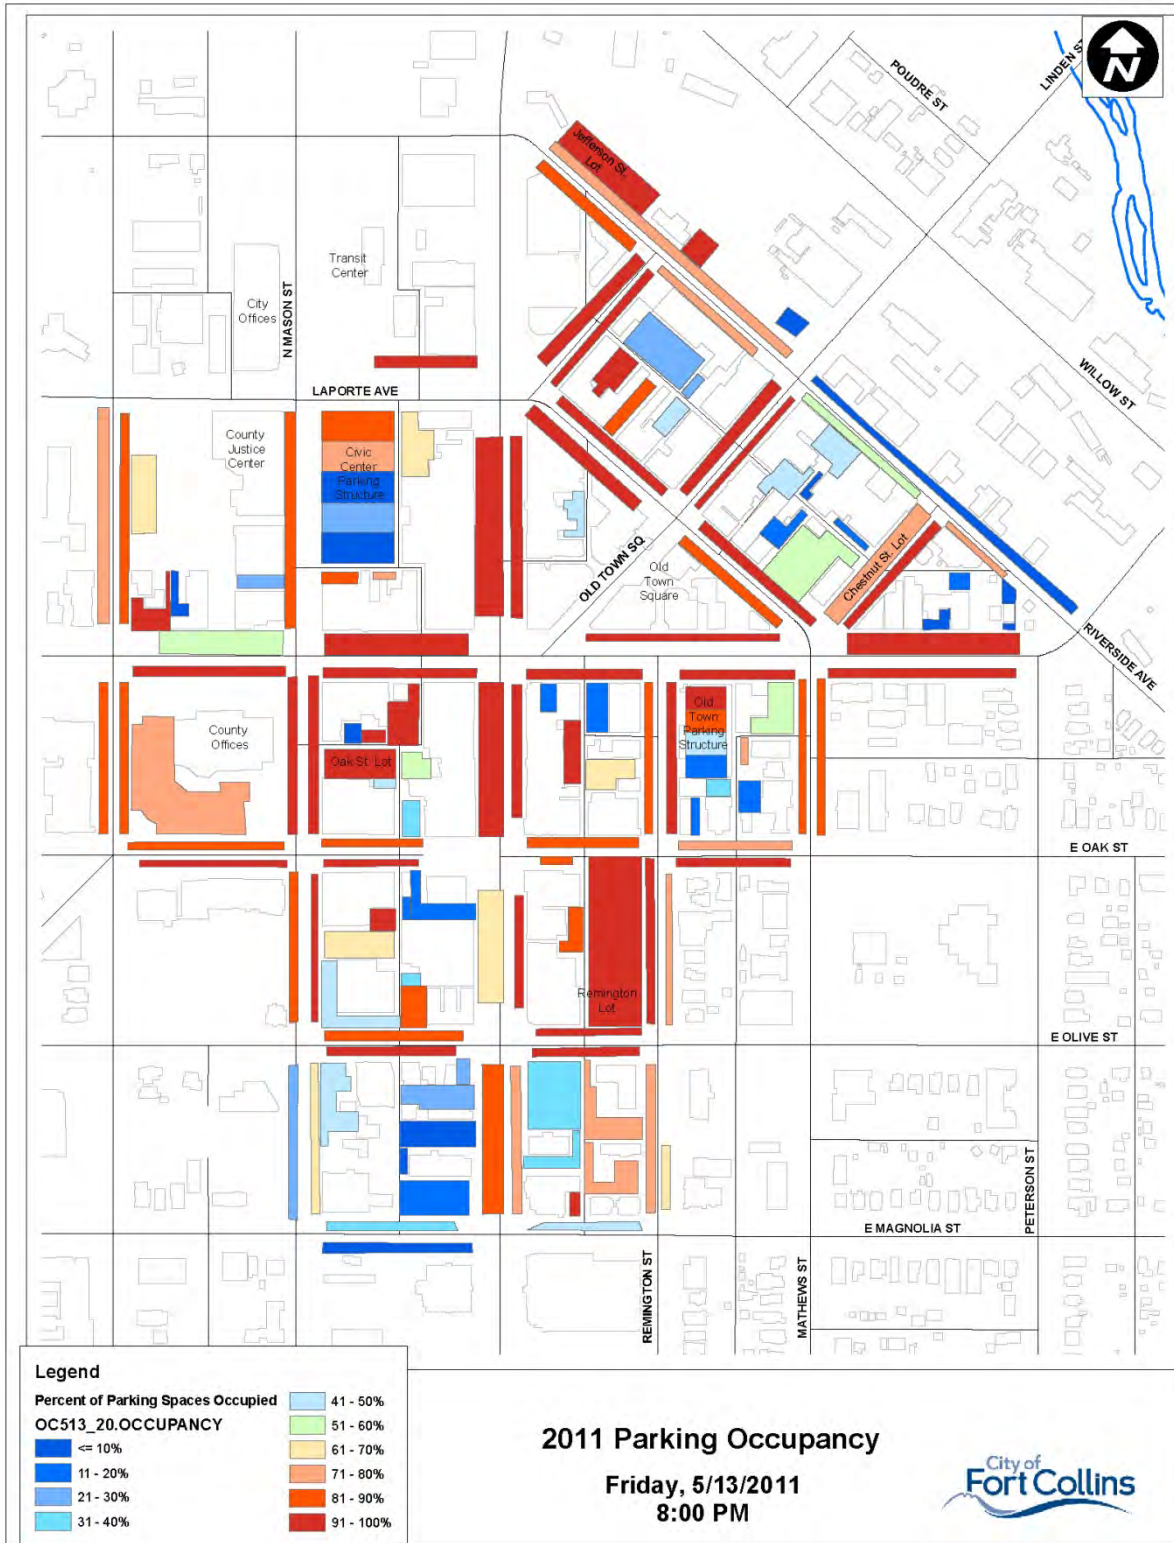 N
POUDRE ST
LINDEN ST
Jefferson St.
Lot
Transit
Center
City
Offices
N MASON ST
WILLOW ST
LAPORTE AVE
County
Justice
Center
Civic
Center
Parking
Structure
OLD TOWN SQ
Old
Town
Square
Chestnut St. Lot
RIVERSIDE AVE
County
Offices
Old
Town
Parking
Structure
Oak St. Lot
E OAK ST
Remington
Lot
E OLIVE ST
PETERSON ST
E MAGNOLIA ST
REMINGTON ST
MATHEWS ST
Legend
Percent of Parking Spaces Occupied
OC513_20.OCCUPANCY
<= 10%
11 - 20%
21 - 30%
31 - 40%
41 - 50%
51 - 60%
61 - 70%
71 - 80%
81 - 90%
91 - 100%
2011 Parking Occupancy
Friday, 5/13/2011
8:00 PM
City of
Fort Collins